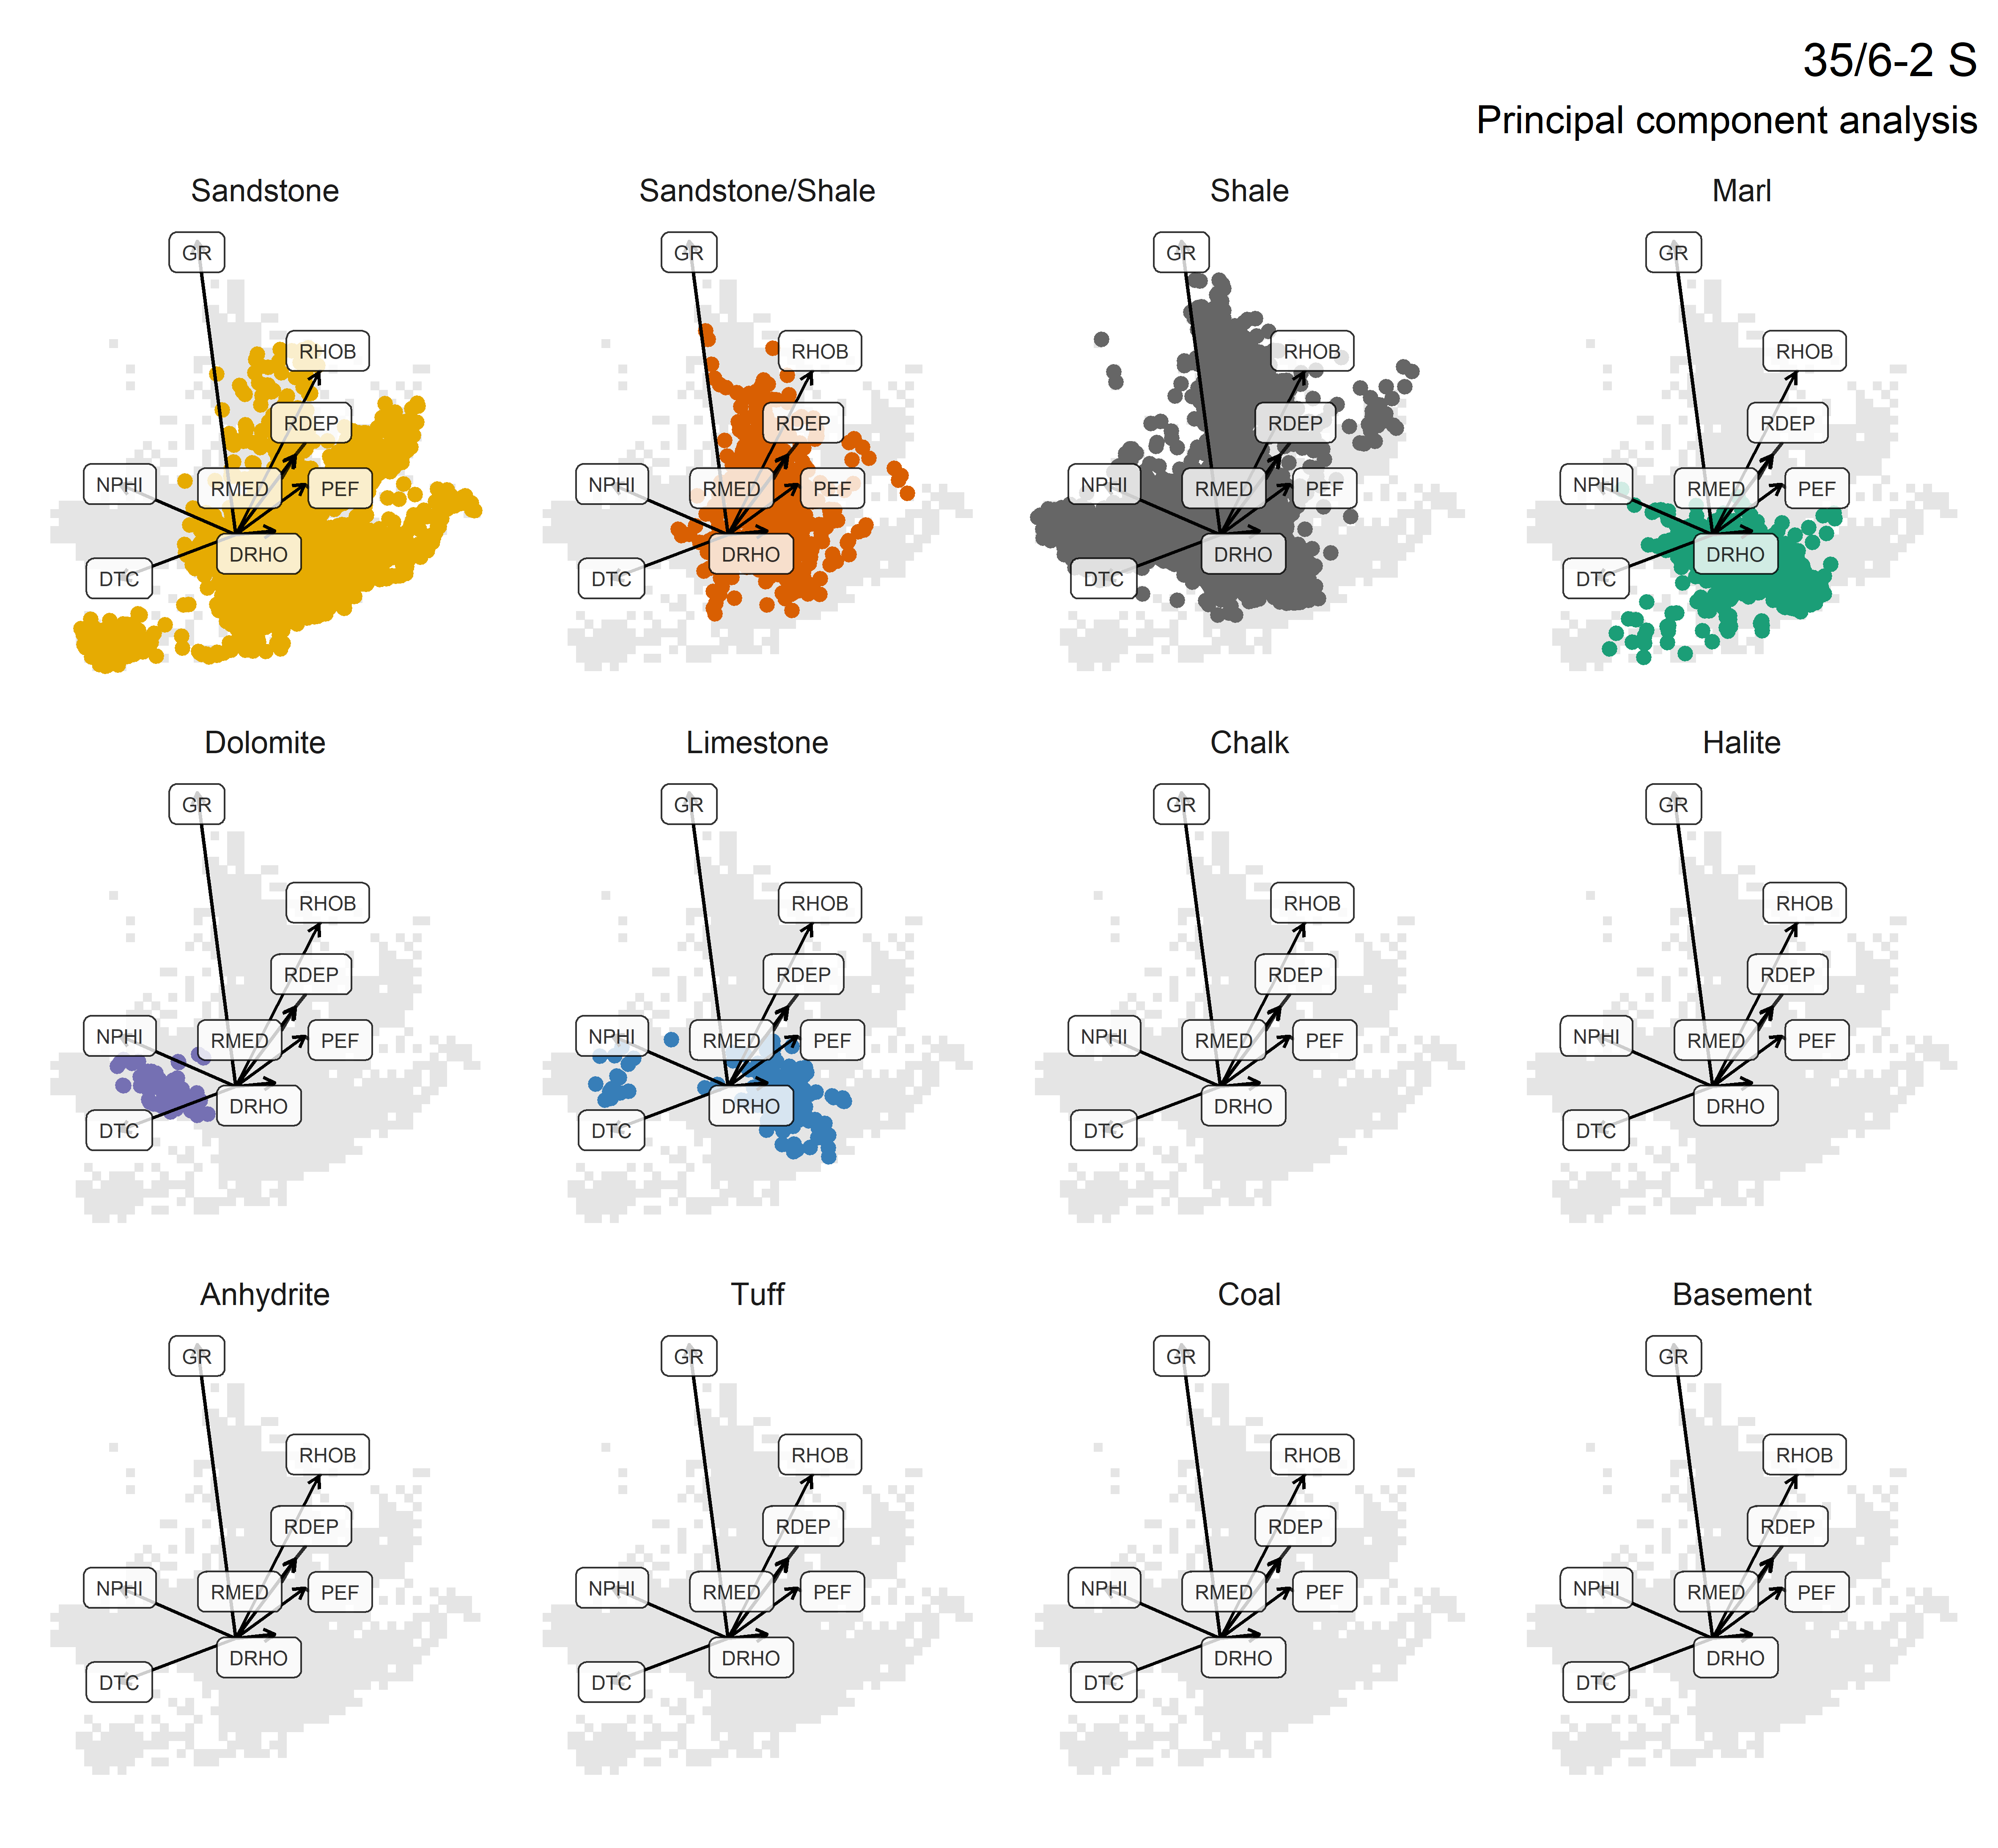 35/6-2 S
Principal component analysis
Sandstone
GR
RHOB
RDEP
NPHI
RMED
PEF
DRHO
DTC
Sandstone/Shale
GR
RHOB
RDEP
NPHI
RMED
PEF
DRHO
DTC
Shale
GR
RHOB
RDEP
NPHI
RMED
PEF
DRHO
DTC
Marl
GR
RHOB
RDEP
NPHI
RMED
PEF
DRHO
DTC
Dolomite
GR
RHOB
RDEP
NPHI
RMED
PEF
DRHO
DTC
Limestone
GR
RHOB
RDEP
NPHI
RMED
PEF
DRHO
DTC
Chalk
GR
RHOB
RDEP
NPHI
RMED
PEF
DRHO
DTC
Halite
GR
RHOB
RDEP
NPHI
RMED
PEF
DRHO
DTC
Anhydrite
GR
RHOB
RDEP
NPHI
RMED
PEF
DRHO
DTC
Tuff
GR
RHOB
RDEP
NPHI
RMED
PEF
DRHO
DTC
Coal
GR
RHOB
RDEP
NPHI
RMED
PEF
DRHO
DTC
Basement
GR
RHOB
RDEP
NPHI
RMED
PEF
DRHO
DTC